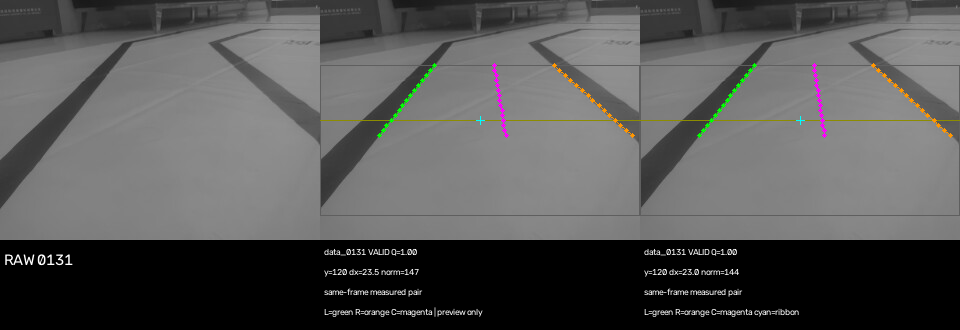 RAW 0131
data_0131 VALID Q=1.00
y=120 dx=23.5 norm=147
same-frame measured pair
L=green R=orange C=magenta | preview only
data_0131 VALID Q=1.00
y=120 dx=23.0 norm=144
same-frame measured pair
L=green R=orange C=magenta cyan=ribbon